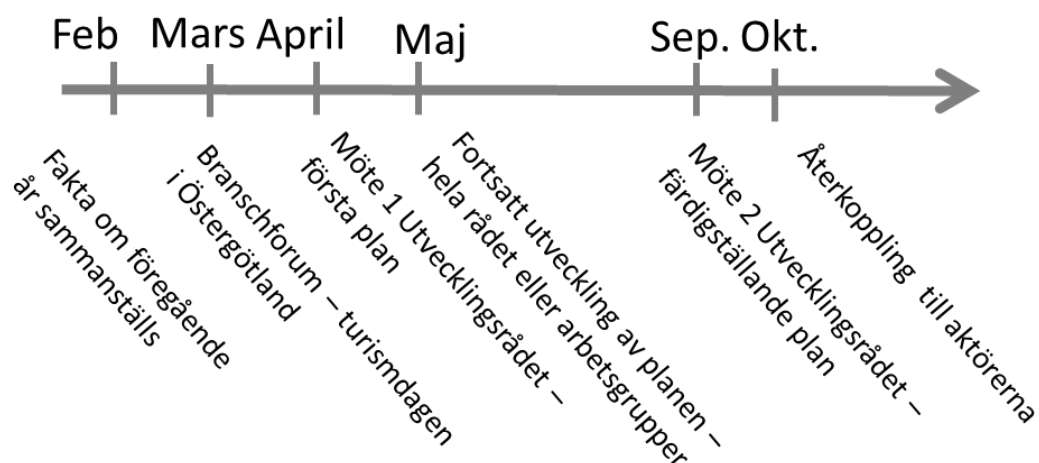 Feb Mars April Maj Sep. Okt.
Fakta om föregående
år sammanställs
Branschforum – turismdagen
i Östergötland
Möte 1 Utvecklingsrådet –
första plan
Fortsatt utveckling av planen –
hela rådet eller arbetsgrupper
Möte 2 Utvecklingsrådet –
färdigställande plan
Återkoppling till aktörerna